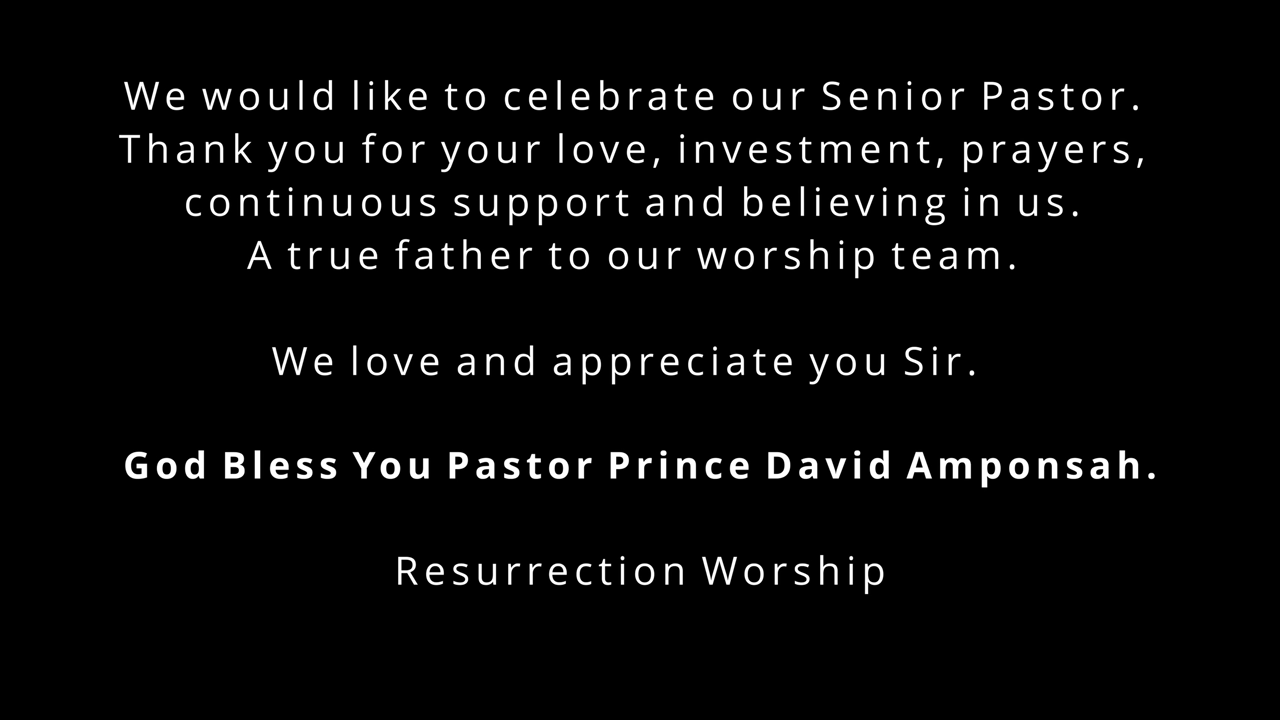 We would like to celebrate our Senior Pastor.
Thank you for your love, investment, prayers,
continuous support and believing in us.
A true father to our worship team.
We love and appreciate you Sir.
God Bless You Pastor Prince David Amponsah.
Resurrection Worship